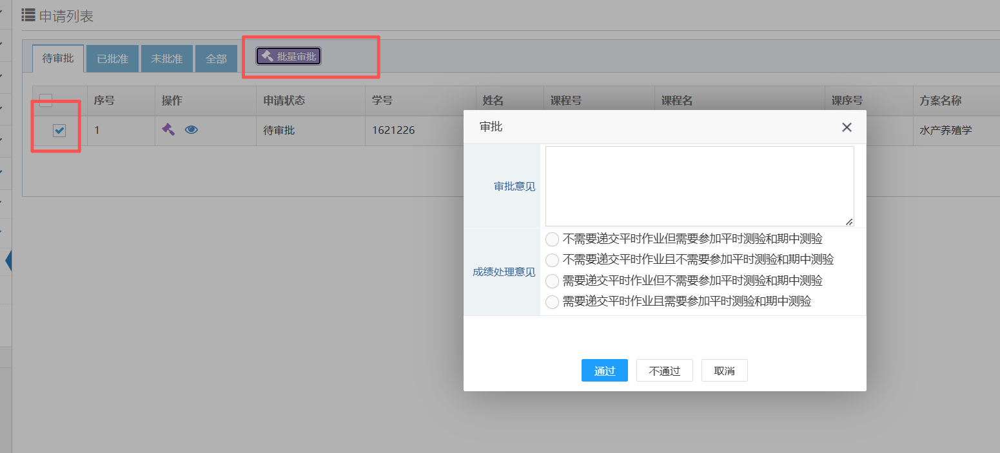 申请列表
待审批 已批准 未批准 全部 批量审批
序号 操作 申请状态 学号 姓名 课程号 课程名 课序号 方案名称
1 待审批 1621226 水产养殖学
审批
审批意见
成绩处理意见
不需要递交平时作业但需要参加平时测验和期中测验
不需要递交平时作业且不需要参加平时测验和期中测验
需要递交平时作业但不需要参加平时测验和期中测验
需要递交平时作业且需要参加平时测验和期中测验
通过 不通过 取消